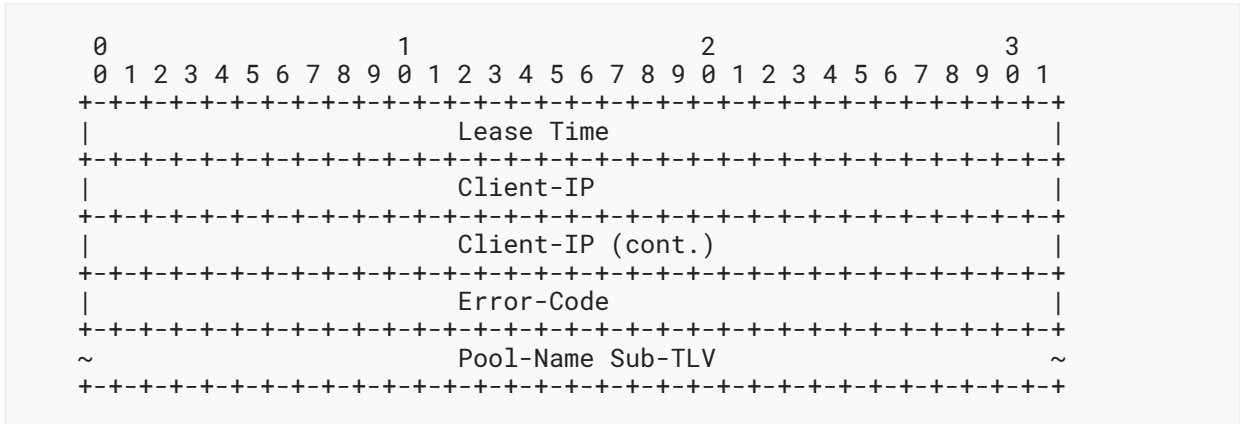 0                   1                   2                   3
 0 1 2 3 4 5 6 7 8 9 0 1 2 3 4 5 6 7 8 9 0 1 2 3 4 5 6 7 8 9 0 1
+-+-+-+-+-+-+-+-+-+-+-+-+-+-+-+-+-+-+-+-+-+-+-+-+-+-+-+-+-+-+-+-+
|                        Lease Time                             |
+-+-+-+-+-+-+-+-+-+-+-+-+-+-+-+-+-+-+-+-+-+-+-+-+-+-+-+-+-+-+-+-+
|                        Client-IP                              |
+-+-+-+-+-+-+-+-+-+-+-+-+-+-+-+-+-+-+-+-+-+-+-+-+-+-+-+-+-+-+-+-+
|                        Client-IP (cont.)                      |
+-+-+-+-+-+-+-+-+-+-+-+-+-+-+-+-+-+-+-+-+-+-+-+-+-+-+-+-+-+-+-+-+
|                        Error-Code                             |
+-+-+-+-+-+-+-+-+-+-+-+-+-+-+-+-+-+-+-+-+-+-+-+-+-+-+-+-+-+-+-+-+
~                        Pool-Name Sub-TLV                      ~
+-+-+-+-+-+-+-+-+-+-+-+-+-+-+-+-+-+-+-+-+-+-+-+-+-+-+-+-+-+-+-+-+